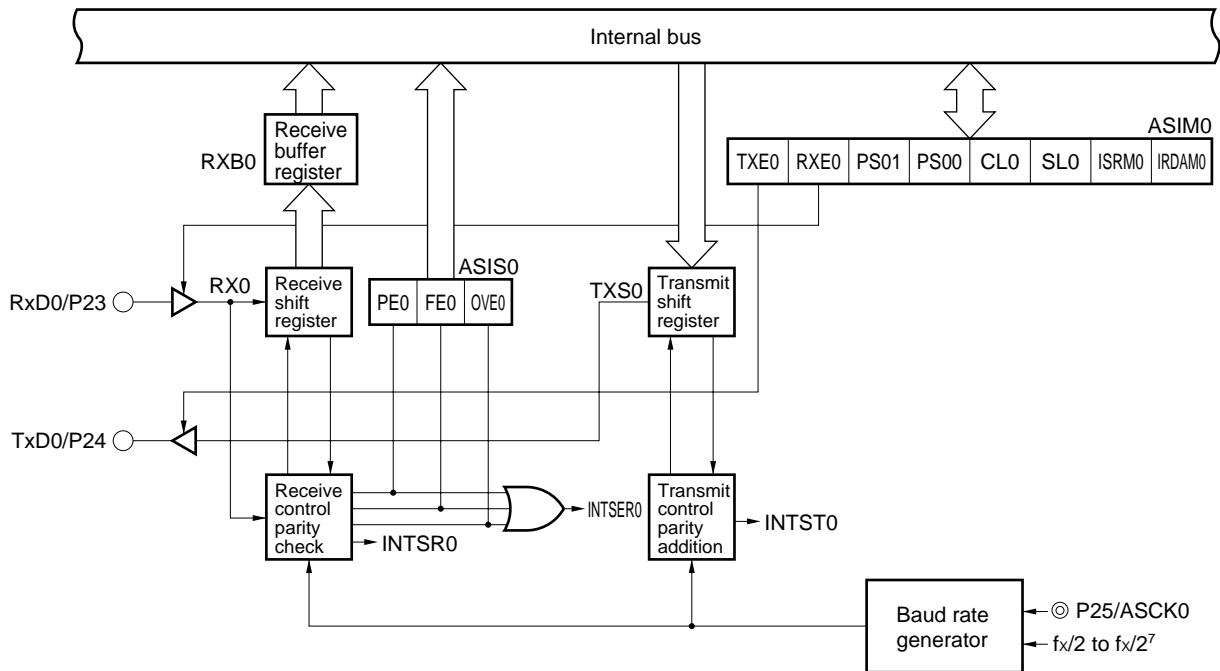 Internal bus
ASIM0
Receive
buffer
register
RXB0
TXE0 RXE0 PS01 PS00 CL0 SL0 ISRM0 IRDAM0
ASIS0
RxD0/P23
RX0
Receive
shift
register
PE0 FE0 OVE0
TXS0
Transmit
shift
register
TxD0/P24
Receive
control
parity
check
INTSER0
INTSR0
Transmit
control
parity
addition
INTST0
Baud rate
generator
P25/ASCK0
fX/2 to fX/2⁷